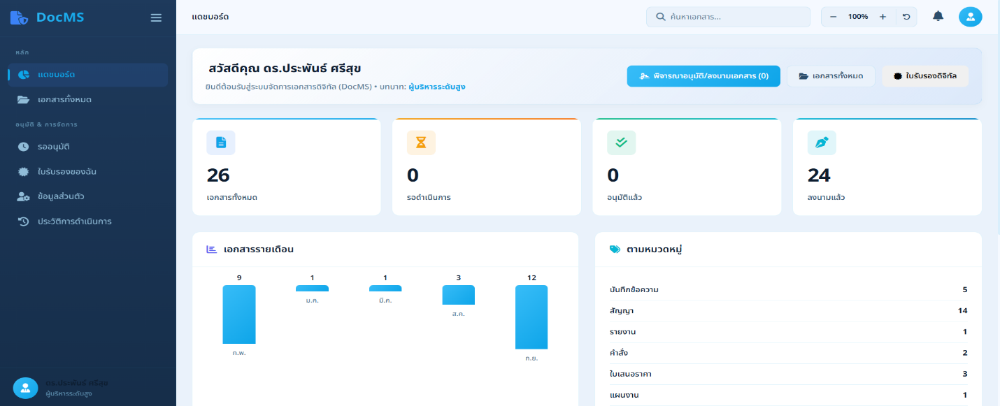 DocMS
หลัก
แดชบอร์ด
เอกสารทั้งหมด
อนุมัติ & การจัดการ
รออนุมัติ
ใบรับรองของฉัน
ข้อมูลส่วนตัว
ประวัติการดำเนินการ
ดร.ประพันธ์ ศรีสุข
ผู้บริหารระดับสูง
แดชบอร์ด
ค้นหาเอกสาร...
− 100% +
สวัสดีคุณ ดร.ประพันธ์ ศรีสุข
ยินดีต้อนรับสู่ระบบจัดการเอกสารดิจิทัล (DocMS) • บทบาท: ผู้บริหารระดับสูง
พิจารณาอนุมัติ/ลงนามเอกสาร (0)
เอกสารทั้งหมด
ใบรับรองดิจิทัล
26
เอกสารทั้งหมด
0
รอดำเนินการ
0
อนุมัติแล้ว
24
ลงนามแล้ว
เอกสารรายเดือน
9 1 1 3 12
ก.พ. ม.ค. มี.ค. ส.ค. ก.ย.
ตามหมวดหมู่
บันทึกข้อความ 5
สัญญา 14
รายงาน 1
คำสั่ง 2
ใบเสนอราคา 3
แผนงาน 1